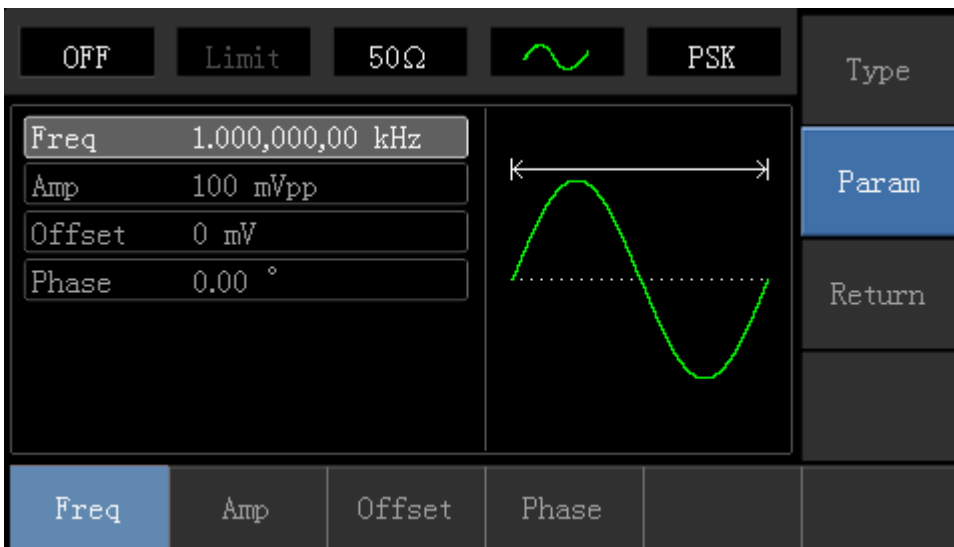 OFF Limit 50Ω PSK
Type
Freq 1.000,000,00 kHz
Amp 100 mVpp
Offset 0 mV
Phase 0.00 °
Param
Return
Freq Amp Offset Phase